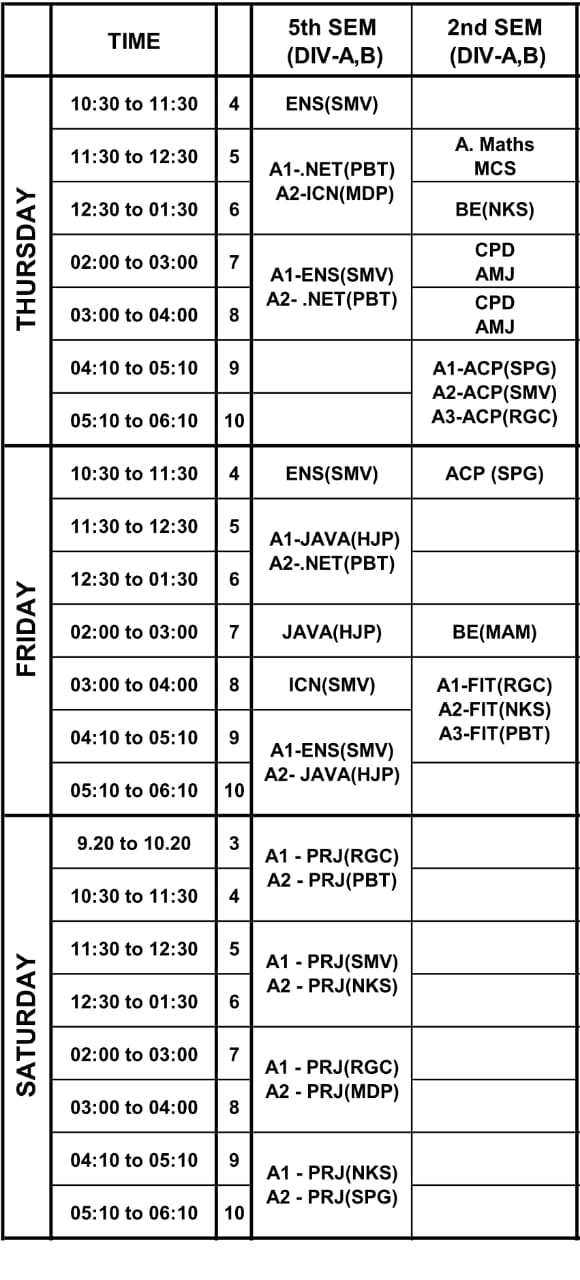 TIME
5th SEM
(DIV-A,B)
2nd SEM
(DIV-A,B)
THURSDAY
10:30 to 11:30 4 ENS(SMV)
11:30 to 12:30 5
A1-.NET(PBT)
A2-ICN(MDP)
A. Maths
MCS
12:30 to 01:30 6 BE(NKS)
02:00 to 03:00 7
A1-ENS(SMV)
A2- .NET(PBT)
CPD
AMJ
03:00 to 04:00 8
CPD
AMJ
04:10 to 05:10 9
A1-ACP(SPG)
A2-ACP(SMV)
A3-ACP(RGC)
05:10 to 06:10 10
FRIDAY
10:30 to 11:30 4 ENS(SMV) ACP (SPG)
11:30 to 12:30 5
A1-JAVA(HJP)
A2-.NET(PBT)
12:30 to 01:30 6
02:00 to 03:00 7 JAVA(HJP) BE(MAM)
03:00 to 04:00 8 ICN(SMV)
A1-FIT(RGC)
A2-FIT(NKS)
A3-FIT(PBT)
04:10 to 05:10 9
A1-ENS(SMV)
A2- JAVA(HJP)
05:10 to 06:10 10
SATURDAY
9.20 to 10.20 3
A1 - PRJ(RGC)
A2 - PRJ(PBT)
10:30 to 11:30 4
11:30 to 12:30 5
A1 - PRJ(SMV)
A2 - PRJ(NKS)
12:30 to 01:30 6
02:00 to 03:00 7
A1 - PRJ(RGC)
A2 - PRJ(MDP)
03:00 to 04:00 8
04:10 to 05:10 9
A1 - PRJ(NKS)
A2 - PRJ(SPG)
05:10 to 06:10 10